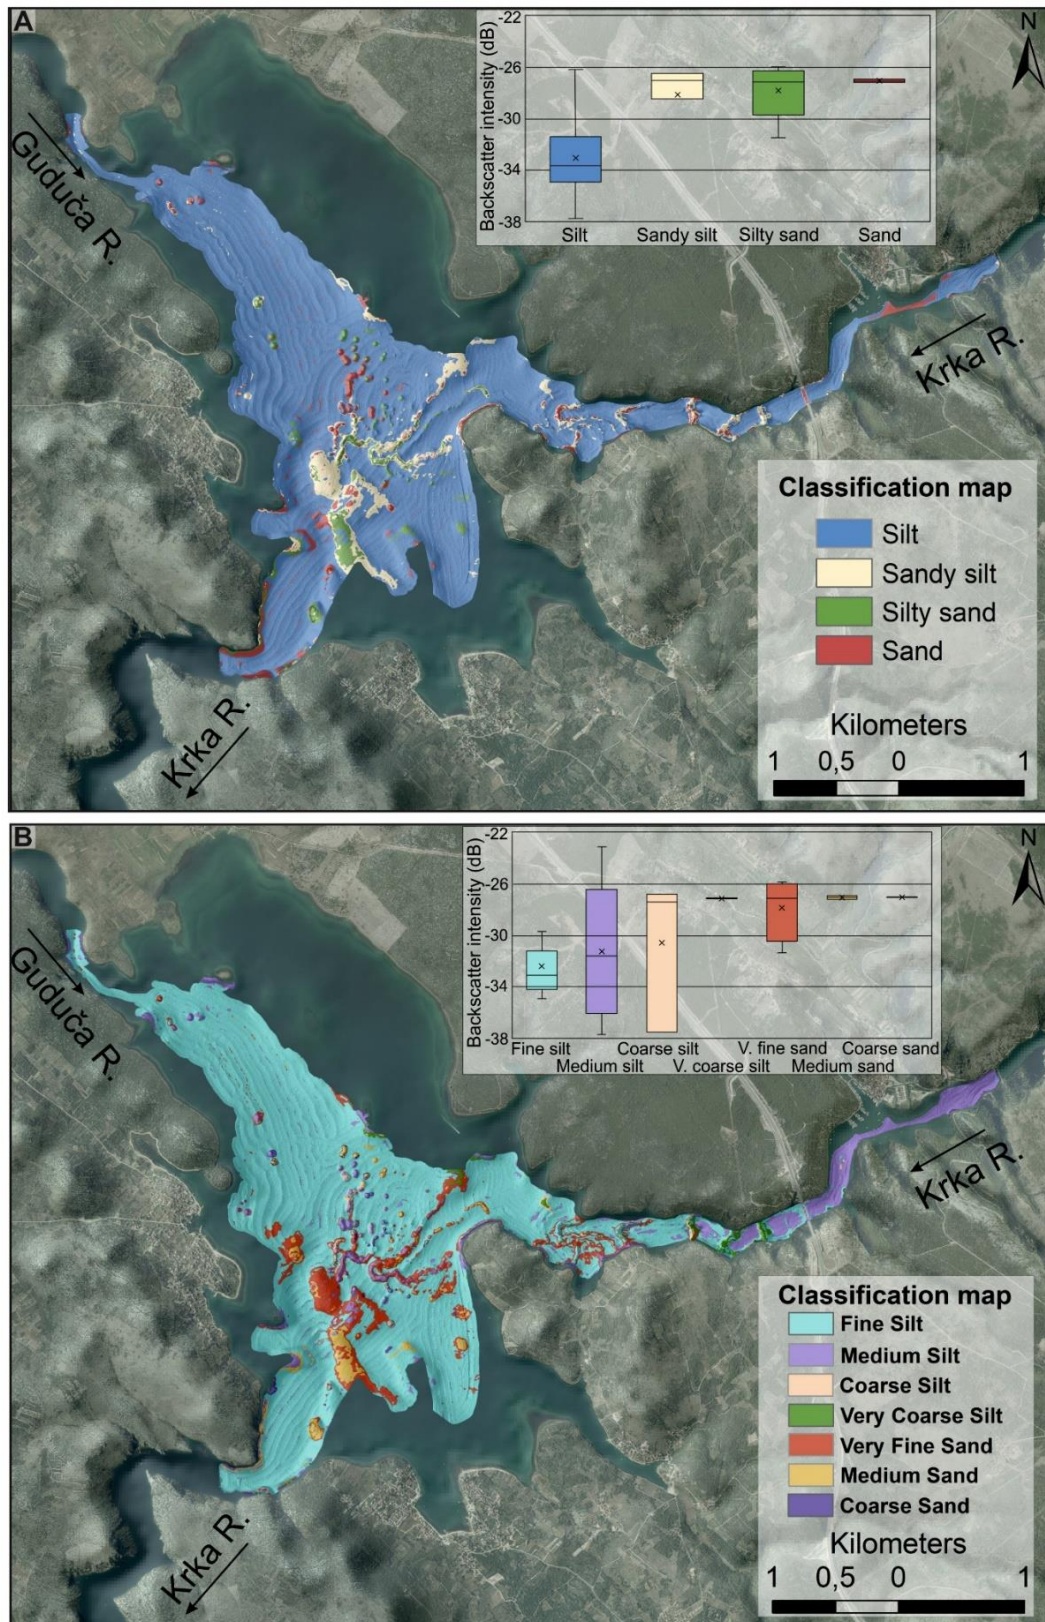 A
N
Backscatter intensity (dB)
-22
-26
-30
-34
-38
Silt Sandy silt Silty sand Sand
Guduča R.
Krka R.
Krka R.
Classification map
Silt
Sandy silt
Silty sand
Sand
Kilometers
1 0,5 0 1
B
N
Backscatter intensity (dB)
-22
-26
-30
-34
-38
Fine silt Coarse silt V. fine sand Coarse sand
Medium silt V. coarse silt Medium sand
Guduča R.
Krka R.
Krka R.
Classification map
Fine Silt
Medium Silt
Coarse Silt
Very Coarse Silt
Very Fine Sand
Medium Sand
Coarse Sand
Kilometers
1 0,5 0 1